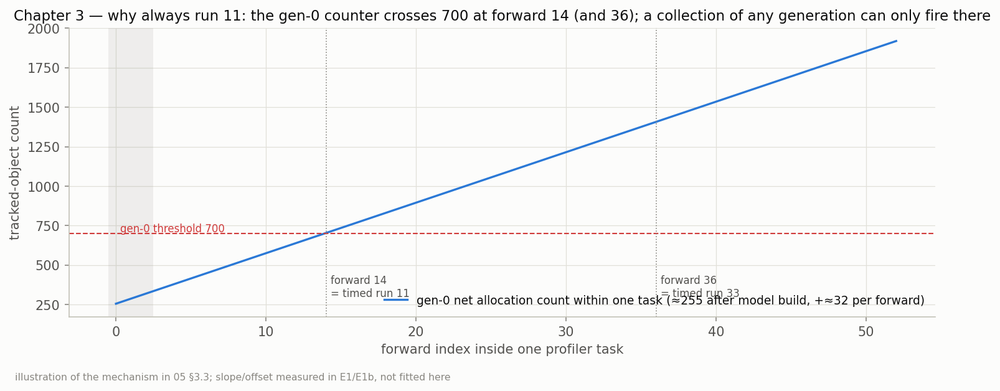 Chapter 3 — why always run 11: the gen-0 counter crosses 700 at forward 14 (and 36); a collection of any generation can only fire there
tracked-object count
2000
1750
1500
1250
1000
750
500
250
gen-0 threshold 700
forward 14
= timed run 11
forward 36
= timed run 33
gen-0 net allocation count within one task (≈255 after model build, +≈32 per forward)
0 10 20 30 40 50
forward index inside one profiler task
illustration of the mechanism in 05 §3.3; slope/offset measured in E1/E1b, not fitted here